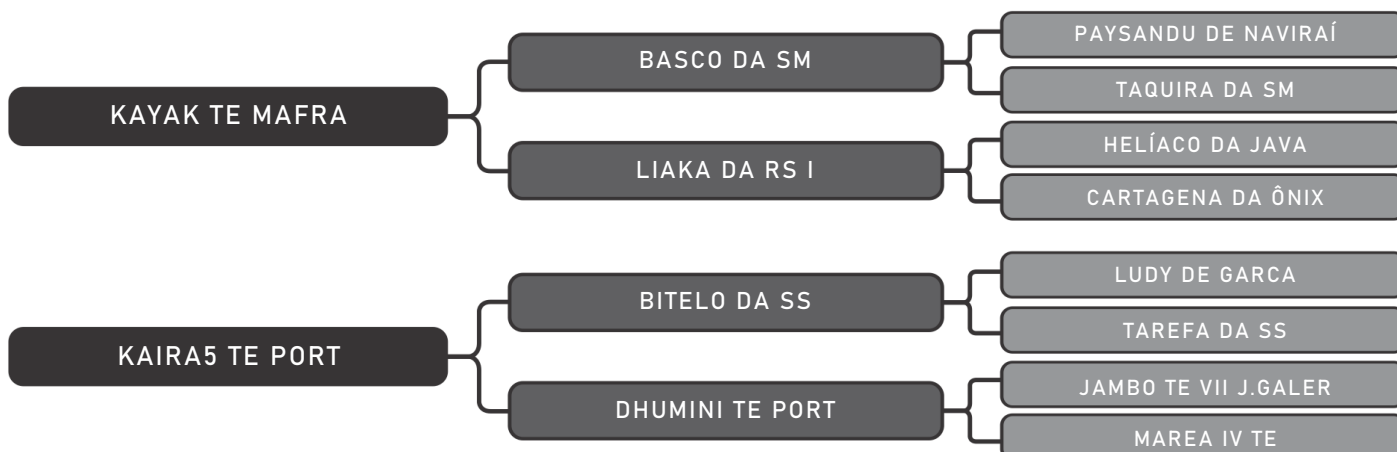 KAYAK TE MAFRA
BASCO DA SM
PAYSANDU DE NAVIRAÍ
TAQUIRA DA SM
LIAKA DA RS I
HELÍACO DA JAVA
CARTAGENA DA ÔNIX
KAIRA5 TE PORT
BITELO DA SS
LUDY DE GARCA
TAREFA DA SS
DHUMINI TE PORT
JAMBO TE VII J.GALER
MAREA IV TE